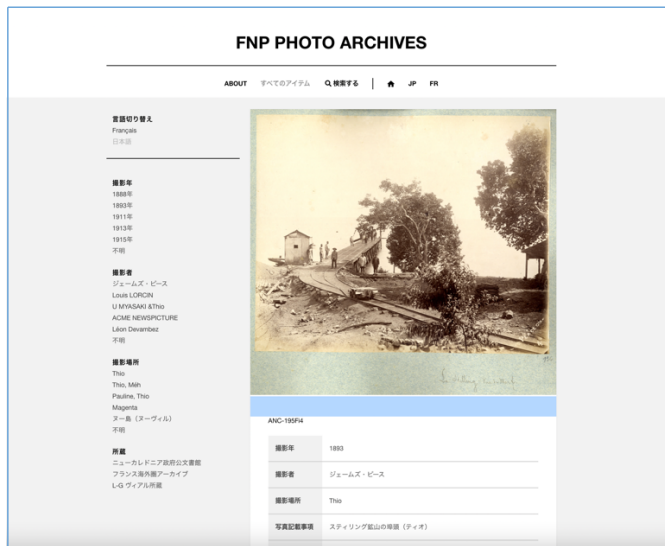 FNP PHOTO ARCHIVES
ABOUT すべてのアイテム 検索する JP FR
言語切り替え
Français
日本語
撮影年
1888年
1893年
1911年
1913年
1915年
不明
撮影者
ジェームズ・ピース
Louis LORCIN
U MYASAKI &Thio
ACME NEWSPICTURE
Léon Devambez
不明
撮影場所
Thio
Thio, Méh
Pauline, Thio
Magenta
ヌー島（ヌーヴィル）
不明
所蔵
ニューカレドニア政府公文書館
フランス海外圏アーカイブ
L-G ヴィアル所蔵
ANC-195Fi4
撮影年 1893
撮影者 ジェームズ・ピース
撮影場所 Thio
写真記載事項 スティリング鉱山の埠頭（ティオ）